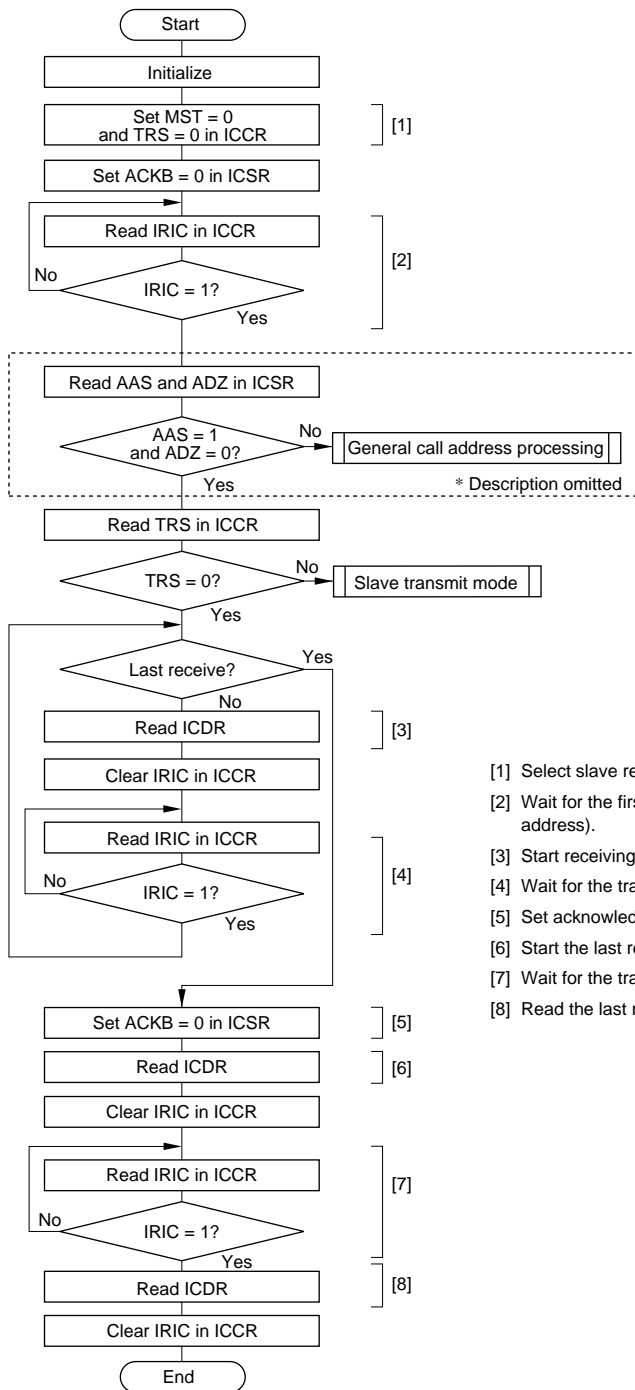 Start
Initialize
Set MST = 0
and TRS = 0 in ICCR
[1]
Set ACKB = 0 in ICSR
Read IRIC in ICCR
[2]
No
IRIC = 1?
Yes
Read AAS and ADZ in ICSR
AAS = 1
and ADZ = 0?
No
General call address processing
Yes
* Description omitted
Read TRS in ICCR
TRS = 0?
No
Slave transmit mode
Yes
Last receive?
Yes
No
Read ICDR
[3]
Clear IRIC in ICCR
Read IRIC in ICCR
[4]
No
IRIC = 1?
Yes
Set ACKB = 0 in ICSR
[5]
Read ICDR
[6]
Clear IRIC in ICCR
Read IRIC in ICCR
[7]
No
IRIC = 1?
Yes
Read ICDR
[8]
Clear IRIC in ICCR
End
[1] Select slave
[2] Wait for the
address).
[3] Start receiving
[4] Wait for the
[5] Set
[6] Start the last
[7] Wait for the
[8] Read the last